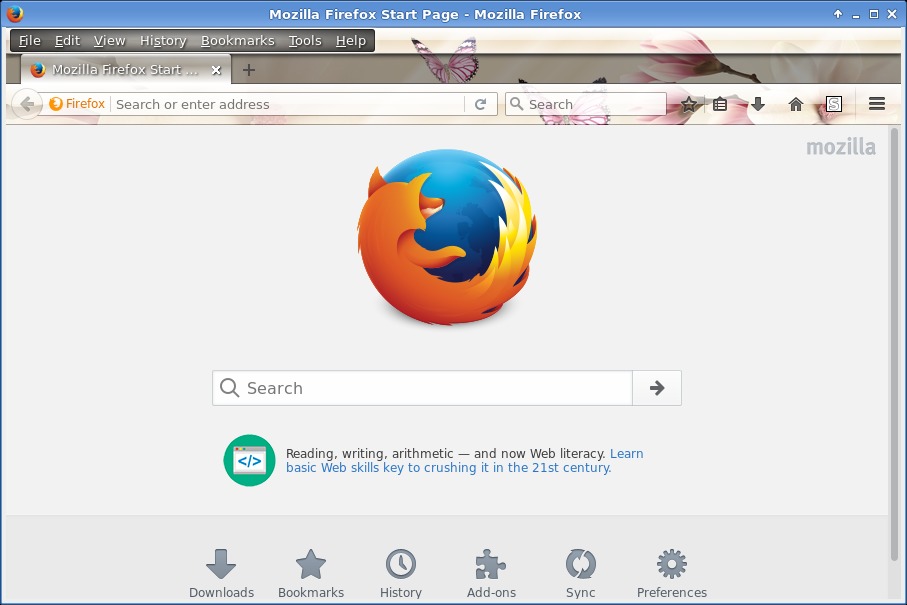 Mozilla Firefox Start Page - Mozilla Firefox
File Edit View History Bookmarks Tools Help
Mozilla Firefox Start ...
Firefox Search or enter address Search S
mozilla
Search
</>
Reading, writing, arithmetic — and now Web literacy. Learn
basic Web skills key to crushing it in the 21st century.
Downloads Bookmarks History Add-ons Sync Preferences